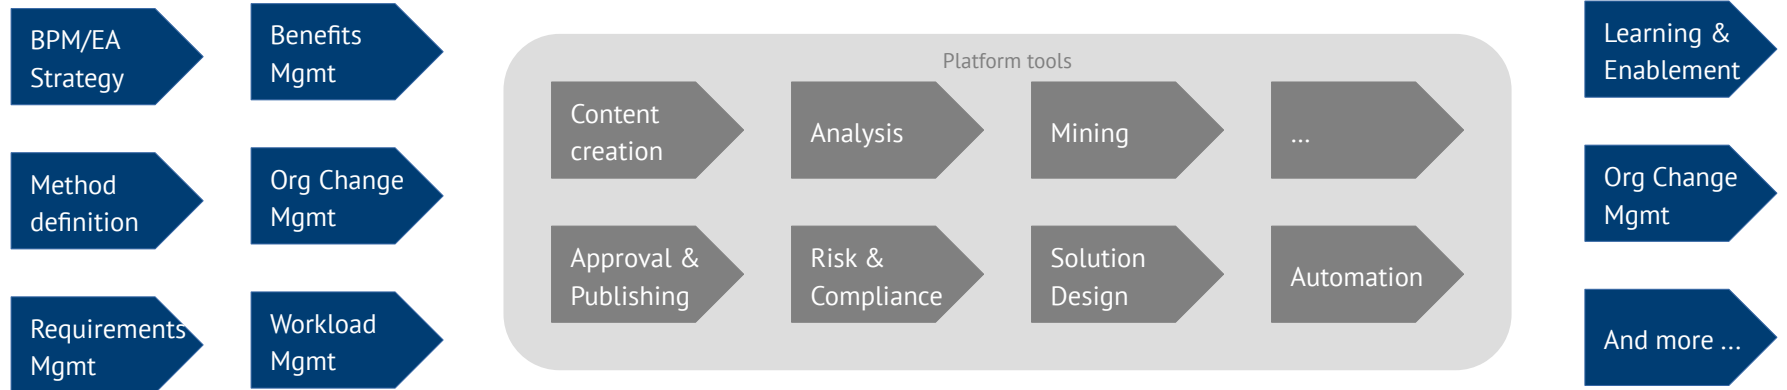 BPM/EA
Strategy
Method
definition
Requirements
Mgmt
Benefits
Mgmt
Org Change
Mgmt
Workload
Mgmt
Platform tools
Content
creation
Analysis
Mining
...
Approval &
Publishing
Risk &
Compliance
Solution
Design
Automation
Learning &
Enablement
Org Change
Mgmt
And more ...